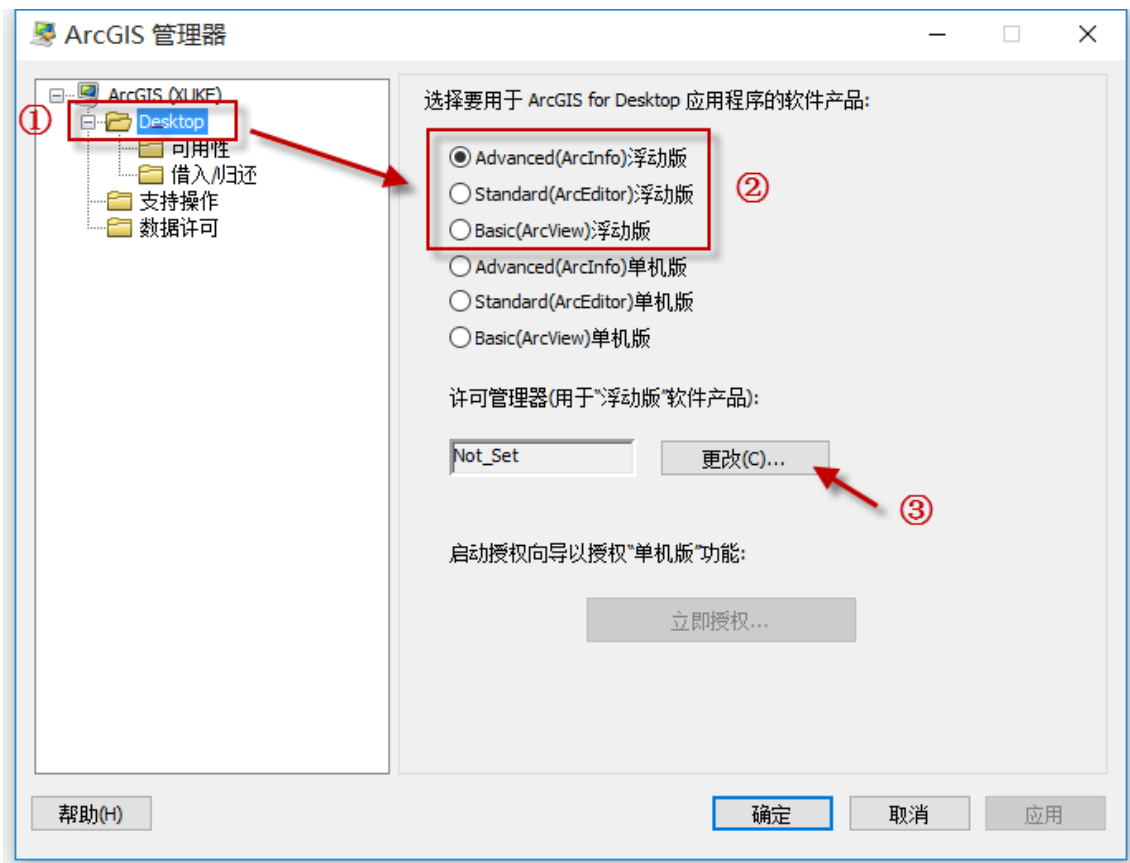 ArcGIS 管理器
ArcGIS (XUKE)
①
Desktop
可用性
借入/归还
支持操作
数据许可
选择要用于 ArcGIS for Desktop 应用程序的软件产品:
Advanced(ArcInfo)浮动版
Standard(ArcEditor)浮动版
②
Basic(ArcView)浮动版
Advanced(ArcInfo)单机版
Standard(ArcEditor)单机版
Basic(ArcView)单机版
许可管理器(用于"浮动版"软件产品):
Not_Set
更改(C)...
③
启动授权向导以授权"单机版"功能:
立即授权...
帮助(H)
确定
取消
应用